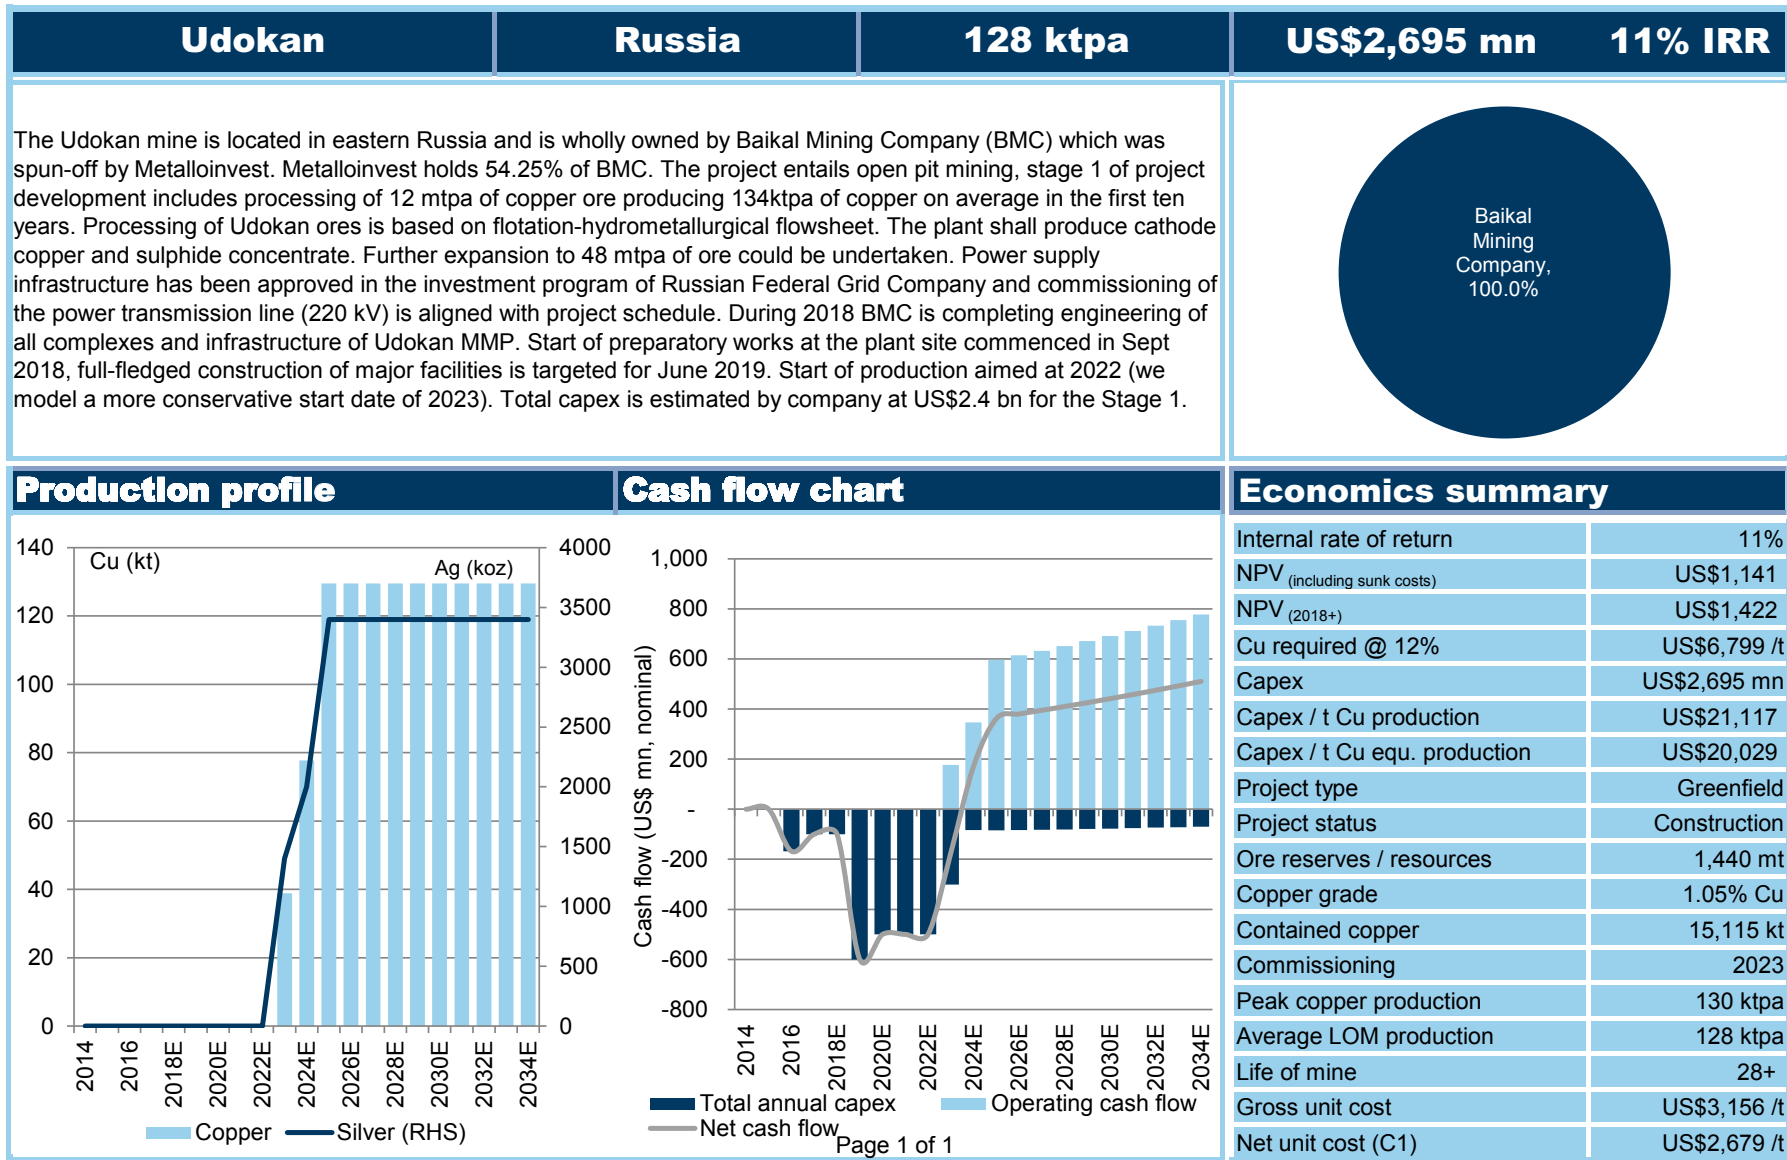 Udokan
Russia
128 ktpa
US$2,695 mn
11% IRR
The Udokan mine is located in eastern Russia and is wholly owned by Baikal Mining Company (BMC) which was
spun-off by Metalloinvest. Metalloinvest holds 54.25% of BMC. The project entails open pit mining, stage 1 of project
development includes processing of 12 mtpa of copper ore producing 134ktpa of copper on average in the first ten
years. Processing of Udokan ores is based on flotation-hydrometallurgical flowsheet. The plant shall produce cathode
copper and sulphide concentrate. Further expansion to 48 mtpa of ore could be undertaken. Power supply
infrastructure has been approved in the investment program of Russian Federal Grid Company and commissioning of
the power transmission line (220 kV) is aligned with project schedule. During 2018 BMC is completing engineering of
all complexes and infrastructure of Udokan MMP. Start of preparatory works at the plant site commenced in Sept
2018, full-fledged construction of major facilities is targeted for June 2019. Start of production aimed at 2022 (we
model a more conservative start date of 2023). Total capex is estimated by company at US$2.4 bn for the Stage 1.
Baikal
Mining
Company,
100.0%
Production profile
140
120
100
80
60
40
20
0
Cu (kt)
Ag (koz)
4000
3500
3000
2500
2000
1500
1000
500
0
2014
2016
2018E
2020E
2022E
2024E
2026E
2028E
2030E
2032E
2034E
Copper
Silver (RHS)
Cash flow chart
Cash flow (US$ mn, nominal)
1,000
800
600
400
200
-
-200
-400
-600
-800
2014
2016
2018E
2020E
2022E
2024E
2026E
2028E
2030E
2032E
2034E
Total annual capex
Operating cash flow
Net cash flow
Page 1 of 1
Economics summary
Internal rate of return 11%
NPV (including sunk costs) US$1,141
NPV (2018+) US$1,422
Cu required @ 12% US$6,799 /t
Capex US$2,695 mn
Capex / t Cu production US$21,117
Capex / t Cu equ. production US$20,029
Project type Greenfield
Project status Construction
Ore reserves / resources 1,440 mt
Copper grade 1.05% Cu
Contained copper 15,115 kt
Commissioning 2023
Peak copper production 130 ktpa
Average LOM production 128 ktpa
Life of mine 28+
Gross unit cost US$3,156 /t
Net unit cost (C1) US$2,679 /t